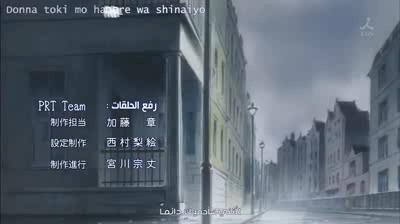 Donna toki mo hanare wa shinaiyo
PRT Team رفع الحلقات :
制作担当 加藤 章
設定制作 西村梨絵
制作進行 宮川宗丈
دائما